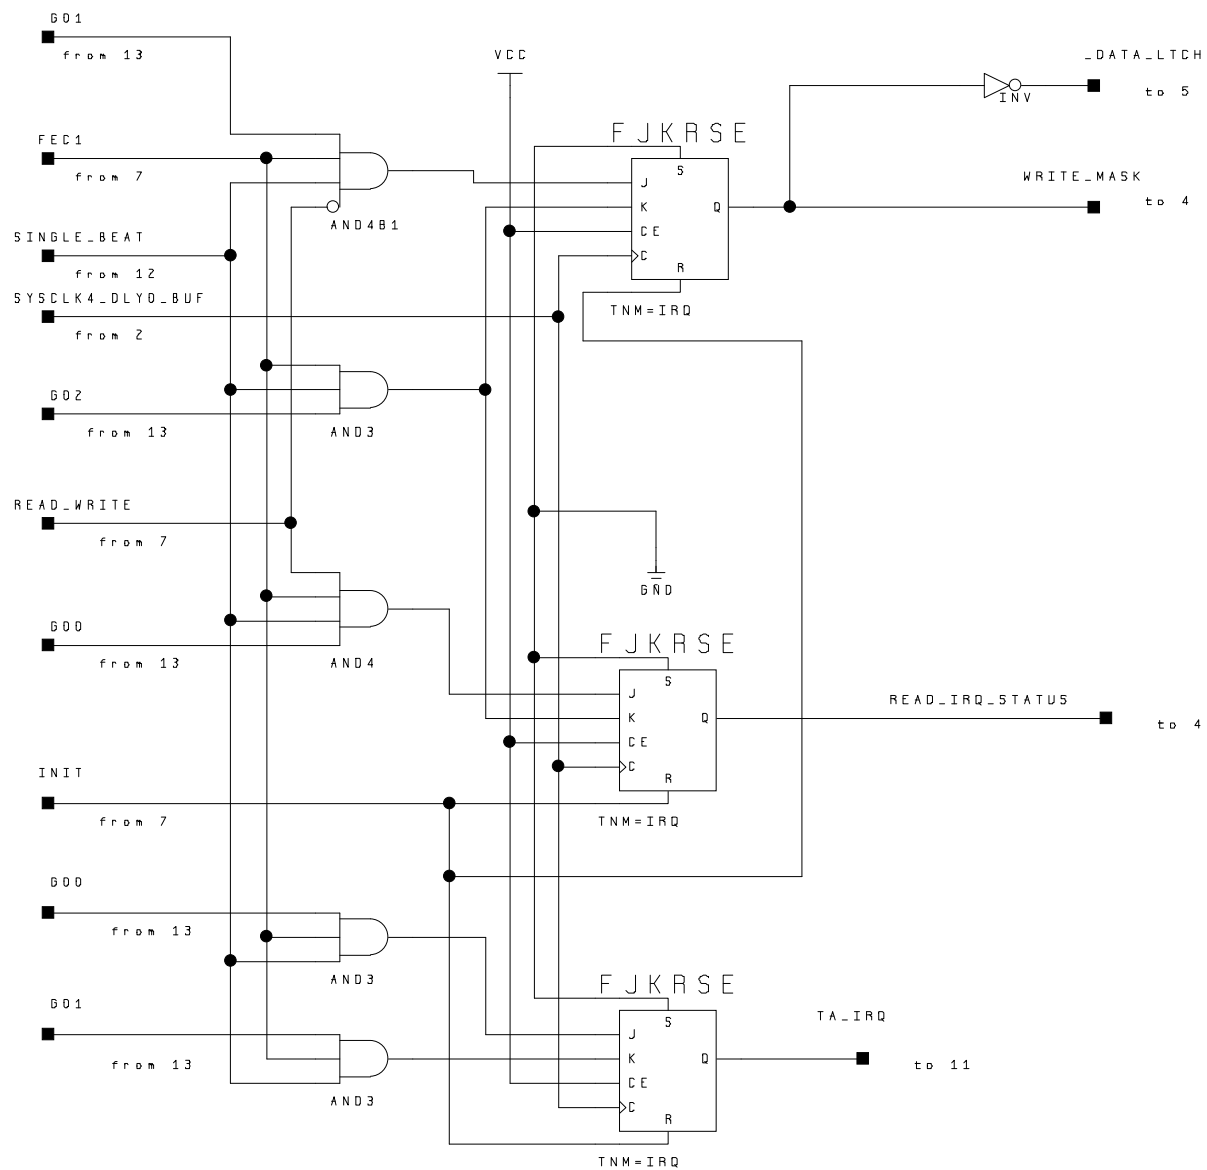 GO1
from 13
VCC
_DATA_LTCH
INV
to 5
FJKRSE
FEC1
from 7
S
J
WRITE_MASK
to 4
K
Q
AND4B1
SINGLE_BEAT
CE
from 12
C
R
SYSCLK4_DLY0_BUF
TNM=IRQ
from 2
GO2
from 13
AND3
READ_WRITE
from 7
GND
GO0
from 13
AND4
FJKRSE
S
J
READ_IRQ_STATUS
K
Q
to 4
CE
C
INIT
R
from 7
TNM=IRQ
GO0
from 13
AND3
FJKRSE
GO1
S
TA_IRQ
J
from 13
K
Q
to 11
CE
AND3
C
R
TNM=IRQ